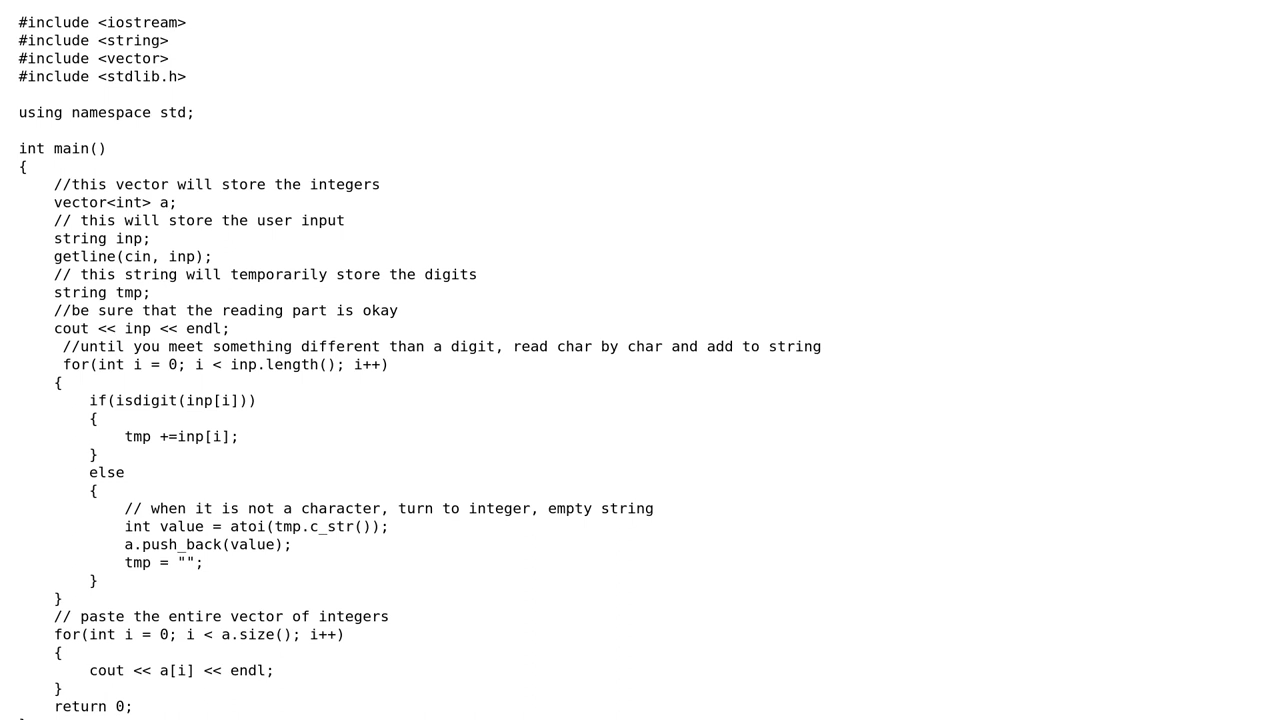 #include <iostream>
#include <string>
#include <vector>
#include <stdlib.h>

using namespace std;

int main()
{
    //this vector will store the integers
    vector<int> a;
    // this will store the user input
    string inp;
    getline(cin, inp);
    // this string will temporarily store the digits
    string tmp;
    //be sure that the reading part is okay
    cout << inp << endl;
     //until you meet something different than a digit, read char by char and add to string
     for(int i = 0; i < inp.length(); i++)
    {
        if(isdigit(inp[i]))
        {
            tmp +=inp[i];
        }
        else
        {
            // when it is not a character, turn to integer, empty string
            int value = atoi(tmp.c_str());
            a.push_back(value);
            tmp = "";
        }
    }
    // paste the entire vector of integers
    for(int i = 0; i < a.size(); i++)
    {
        cout << a[i] << endl;
    }
    return 0;